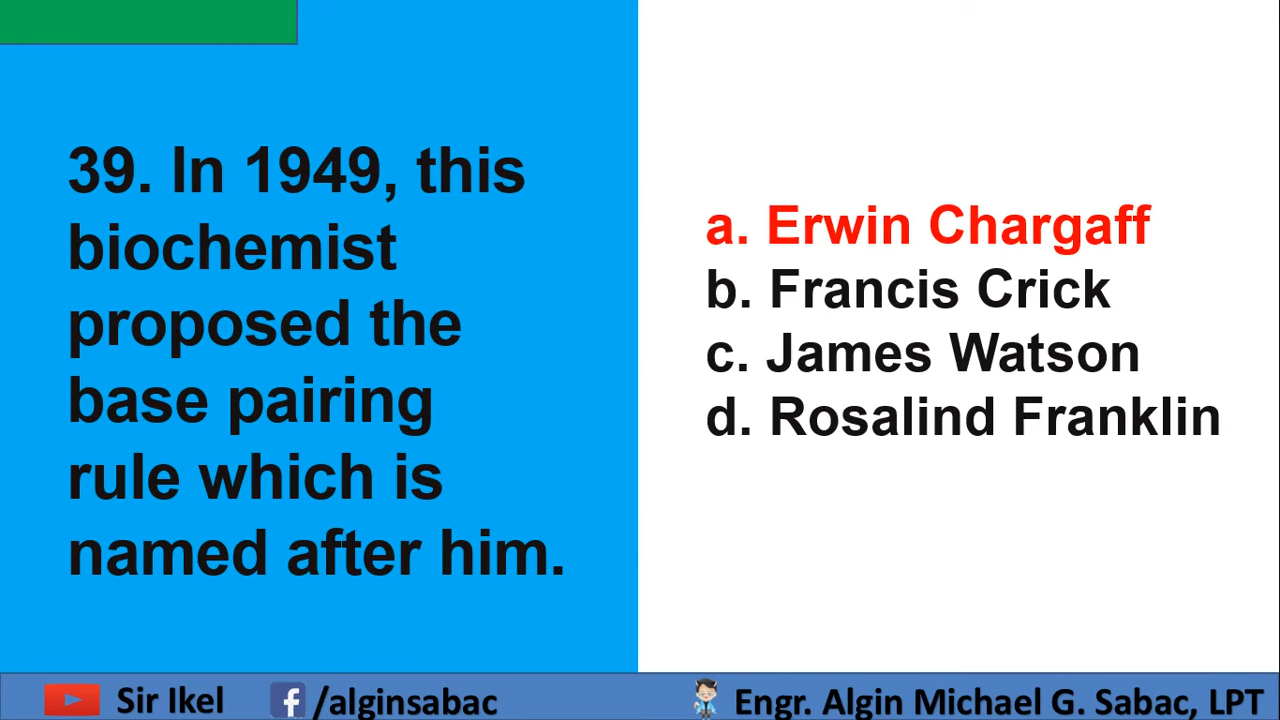 39. In 1949, this
biochemist
proposed the
base pairing
rule which is
named after him.
a. Erwin Chargaff
b. Francis Crick
c. James Watson
d. Rosalind Franklin
Sir Ikel
/alginsabac
Engr. Algin Michael G. Sabac, LPT